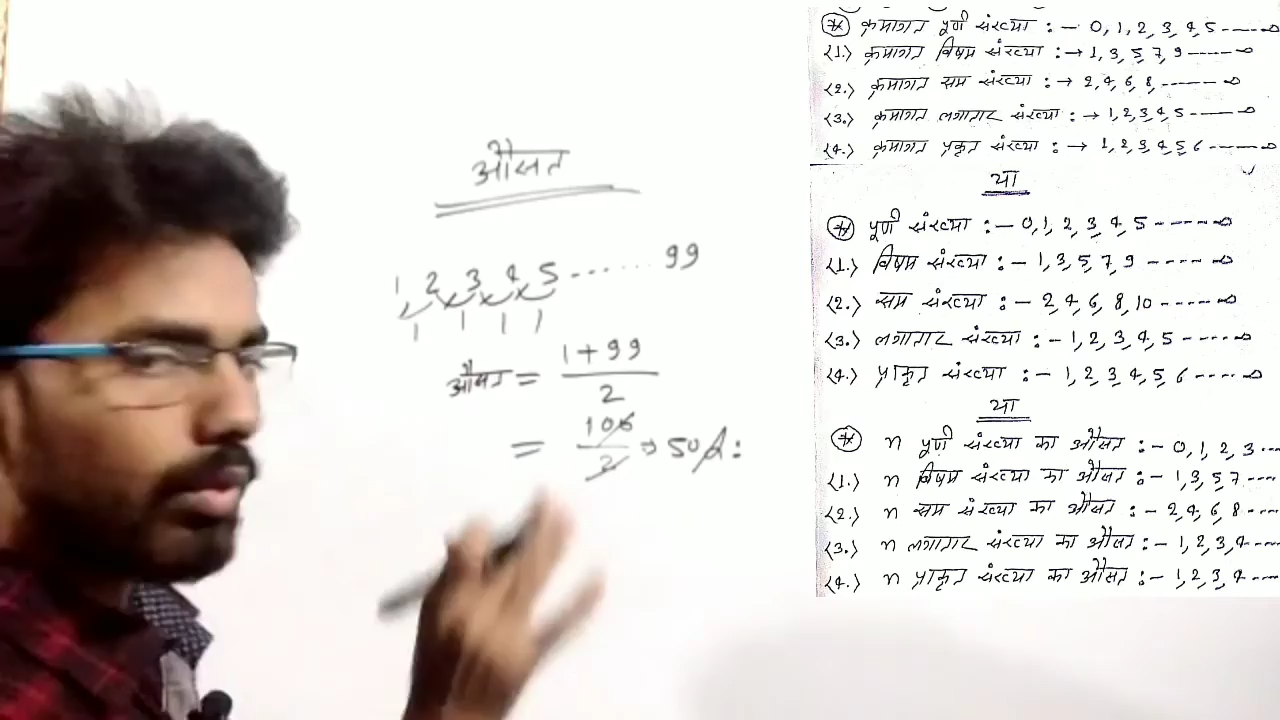 औसत
1 2 3 4 5 ------ 99
1 1 1 1
औसत = 1+99
2
= 100
2
→ 50 A:
* क्रमागत पूर्ण संख्या :- 0, 1, 2, 3, 4, 5 -----
(1.) क्रमागत विषम संख्या :→ 1, 3, 5, 7, 9 -----
(2.) क्रमागत सम संख्या :→ 2, 4, 6, 8, -----
(3.) क्रमागत लगातार संख्या :→ 1, 2, 3, 4, 5 -----
(4.) क्रमागत प्रकृत संख्या :→ 1, 2, 3, 4, 5 6 -----
या
* पूर्ण संख्या :- 0, 1, 2, 3, 4, 5 -----
(1.) विषम संख्या :- 1, 3, 5, 7, 9 -----
(2.) सम संख्या :- 2, 4, 6, 8, 10 -----
(3.) लगातार संख्या :- 1, 2, 3, 4, 5 -----
(4.) प्राकृत संख्या :- 1, 2, 3, 4, 5, 6 ----
या
* n पूर्ण संख्या का औसत :- 0, 1, 2, 3 ----
(1.) n विषम संख्या का औसत :- 1, 3, 5, 7 ----
(2.) n सम संख्या का औसत :- 2, 4, 6, 8 ---
(3.) n लगातार संख्या का औसत :- 1, 2, 3, 4 ----
(4.) n प्राकृत संख्या का औसत :- 1, 2, 3, 4 ----